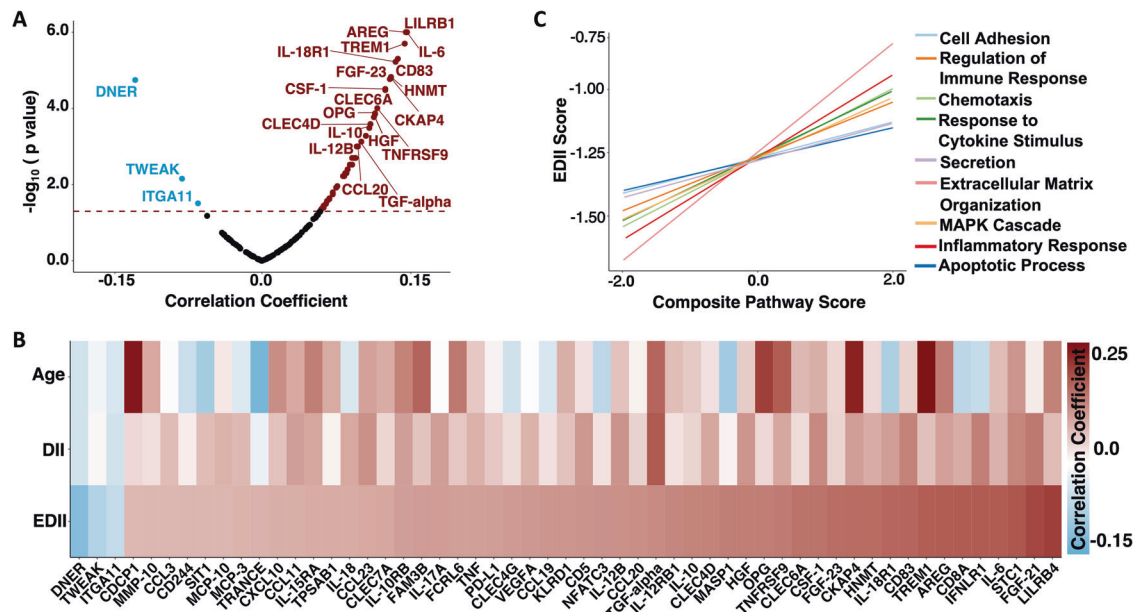 A
6.0
4.0
2.0
0.0
-log10 ( p value)
-0.15
0.0
0.15
Correlation Coefficient
DNER
TWEAK
ITGA11
LILRB1
AREG
TREM1
IL-6
IL-18R1
CD83
FGF-23
HNMT
CSF-1
CLEC6A
CKAP4
OPG
CLEC4D
IL-10
HGF
TNFRSF9
IL-12B
CCL20
TGF-alpha
C
-0.75
-1.00
-1.25
-1.50
EDII Score
-2.0
0.0
2.0
Composite Pathway Score
Cell Adhesion
Regulation of
Immune Response
Chemotaxis
Response to
Cytokine Stimulus
Secretion
Extracellular Matrix
Organization
MAPK Cascade
Inflammatory Response
Apoptotic Process
B
Age
DII
EDII
DNER
TWEAK
ITGA11
CDCP1
MMP-10
CCL3
CD244
SIT1
MCP-10
MCP-3
TRANCE
CXCL10
CCL11
IL-15RA
TPSAB1
IL-18
CCL23
CLEC7A
IL-10RB
FAM3B
IL-17A
FCRL6
TNF
PD-L1
CLEC4G
VEGFA
CCL19
KLRD1
CD5
NFATC3
IL-12B
CCL20
TGF-alpha
IL-12RB1
IL-10
CLEC4D
MASP1
HGF
OPG
TNFRSF9
CLEC6A
CSF-1
FGF-23
CKAP4
HNMT
IL-18R1
CD83
TREM1
AREG
CD8A
IFNLR1
IL-6
STC1
FGF-21
LILRB4
Correlation Coefficient
0.25
0.0
-0.15